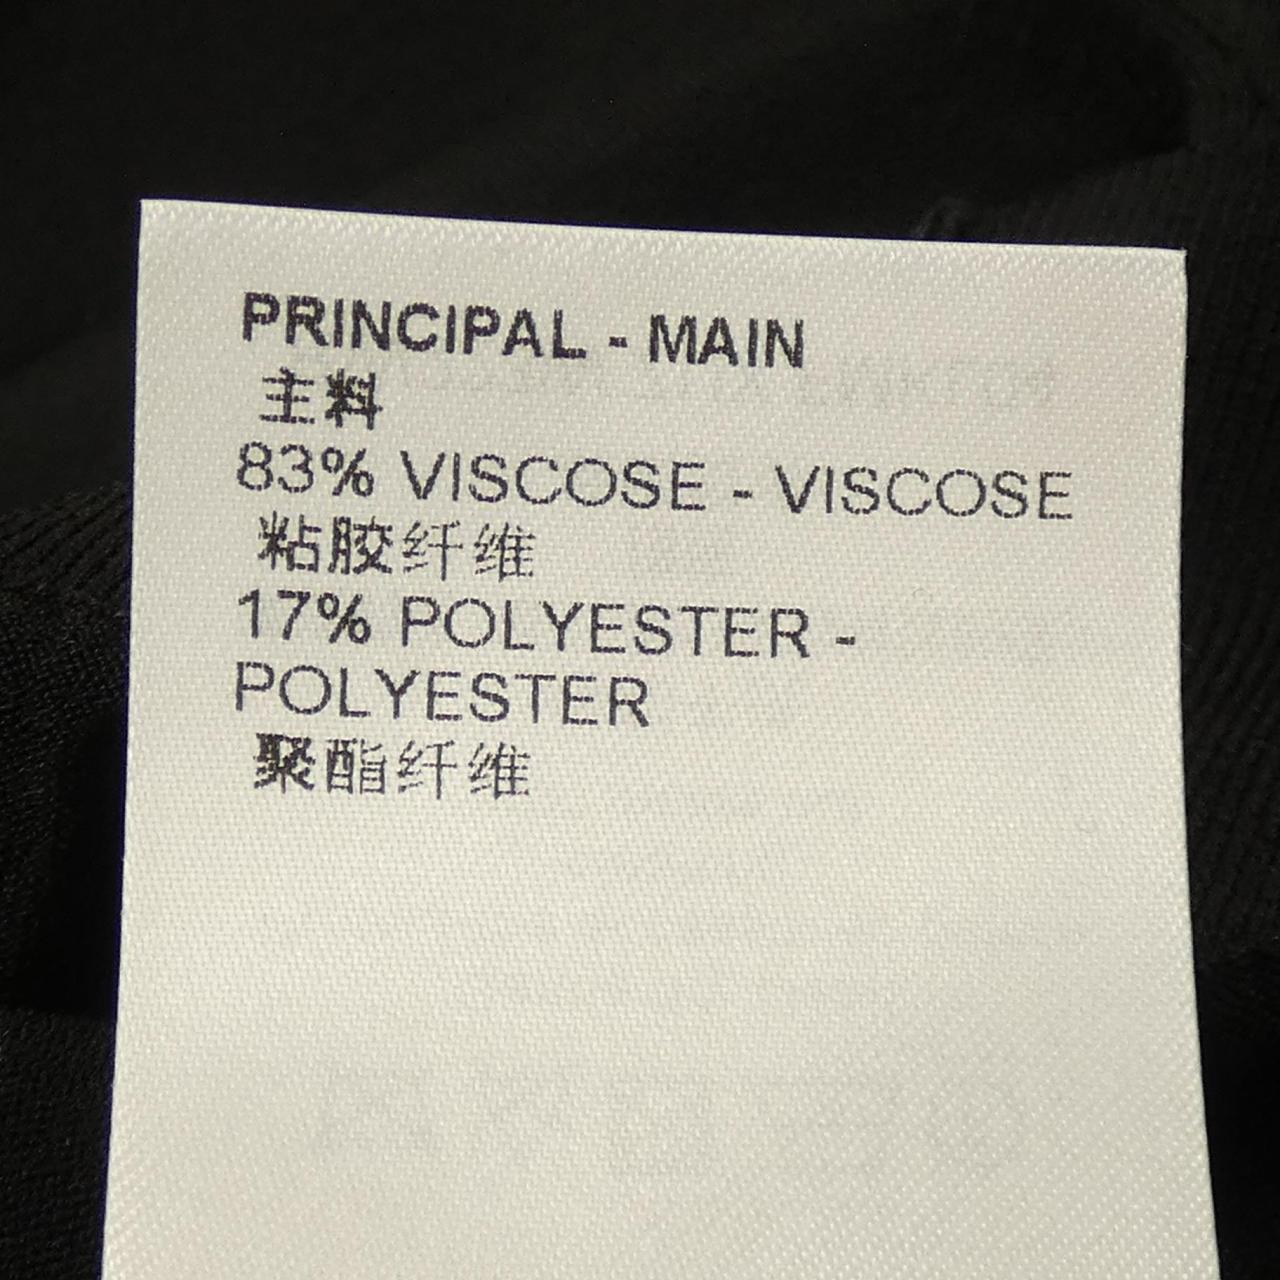 PRINCIPAL - MAIN
主料
83% VISCOSE - VISCOSE
粘胶纤维
17% POLYESTER -
POLYESTER
聚酯纤维